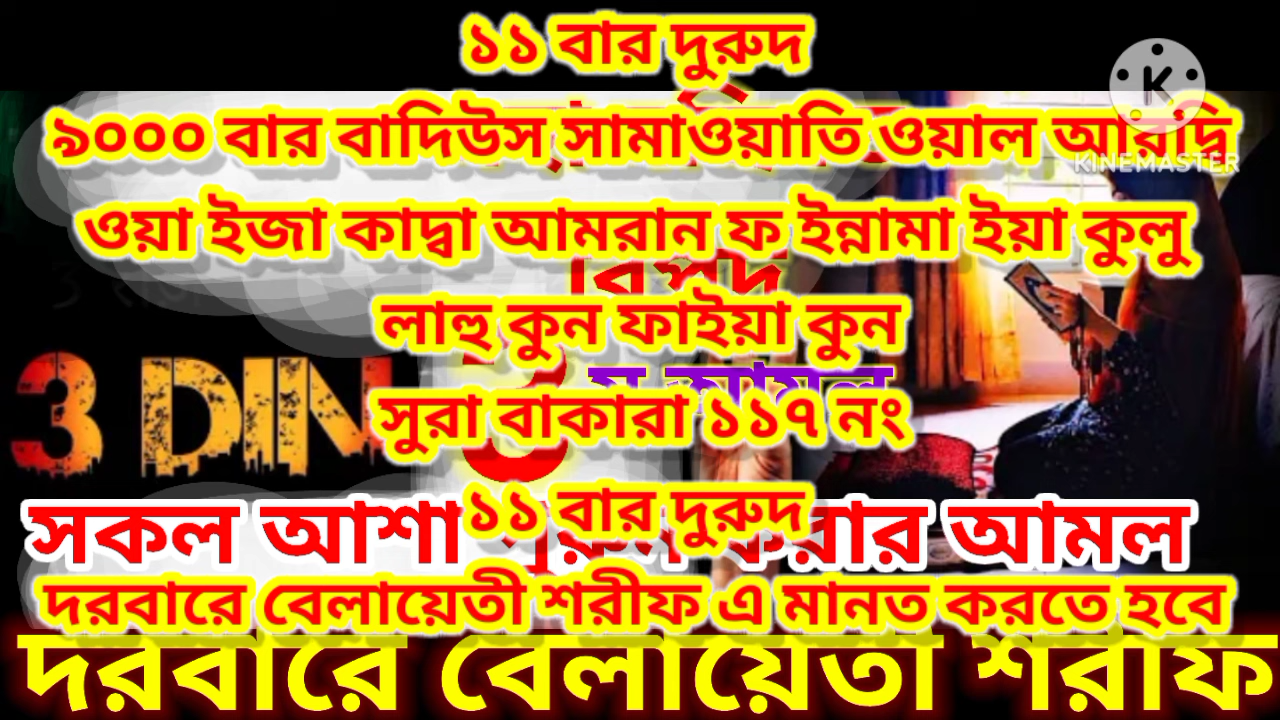 ১১ বার দুরুদ
৯০০০ বার বাদিউস সামাওয়াতি ওয়াল আরদ্বি
KINEMASTER
ওয়া ইজা কাদ্বা আমরান ফ ইন্নামা ইয়া কুলু
লাহু কুন ফাইয়া কুন
3 DIN
আমল
সুরা বাকারা ১১৭ নং
১১ বার দুরুদ
সকল আশা করার আমল
দরবারে বেলায়েতী শরীফ এ মানত করতে হবে
দরবারে বেলায়েতী শরীফ